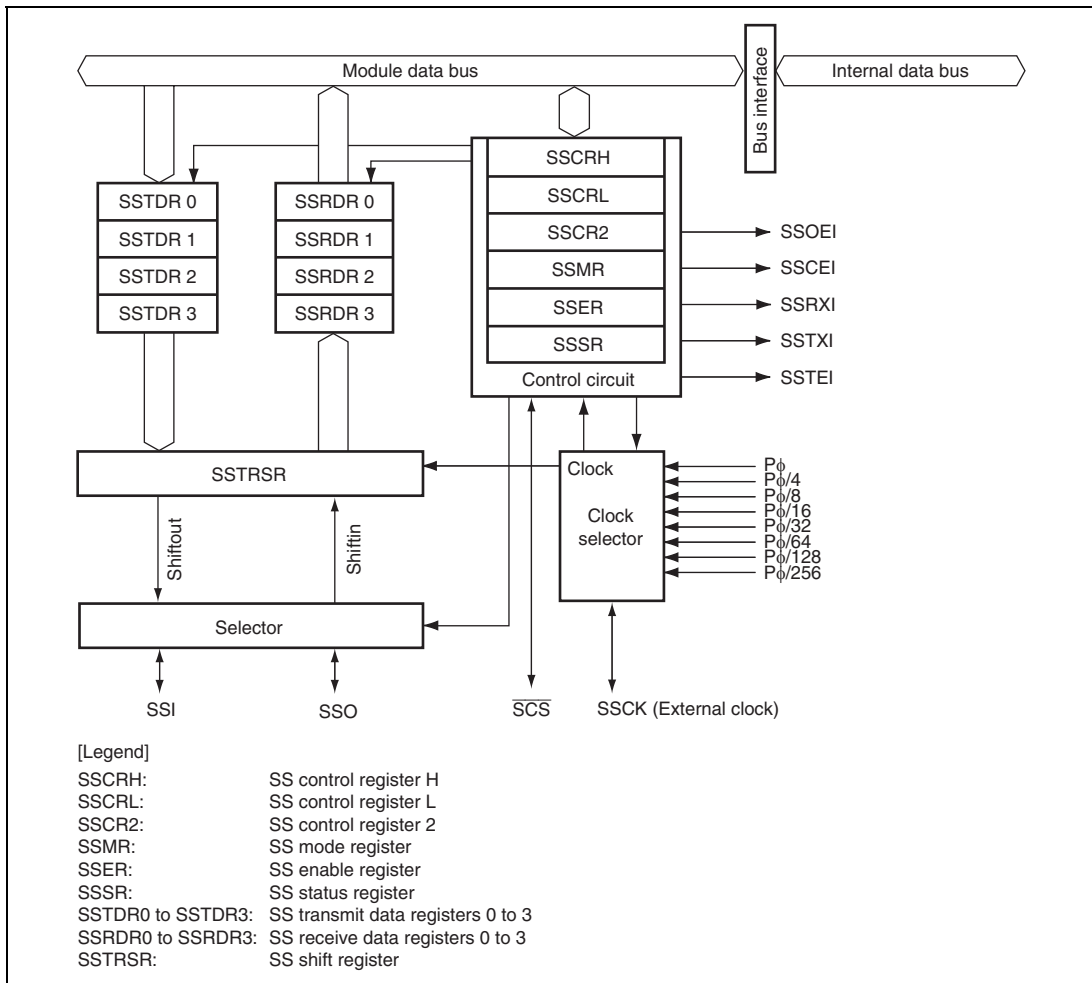 Module data bus
Bus interface
Internal data bus
SSTDR 0
SSTDR 1
SSTDR 2
SSTDR 3
SSRDR 0
SSRDR 1
SSRDR 2
SSRDR 3
SSCRH
SSCRL
SSCR2
SSMR
SSER
SSSR
Control circuit
SSOEI
SSCEI
SSRXI
SSTXI
SSTEI
SSTRSR
Clock
Clock
selector
Pϕ
Pϕ/4
Pϕ/8
Pϕ/16
Pϕ/32
Pϕ/64
Pϕ/128
Pϕ/256
Shiftout
Shiftin
Selector
SSI
SSO
S̅C̅S̅
SSCK (External clock)
[Legend]
SSCRH: SS control register H
SSCRL: SS control register L
SSCR2: SS control register 2
SSMR: SS mode register
SSER: SS enable register
SSSR: SS status register
SSTDR0 to SSTDR3: SS transmit data registers 0 to 3
SSRDR0 to SSRDR3: SS receive data registers 0 to 3
SSTRSR: SS shift register